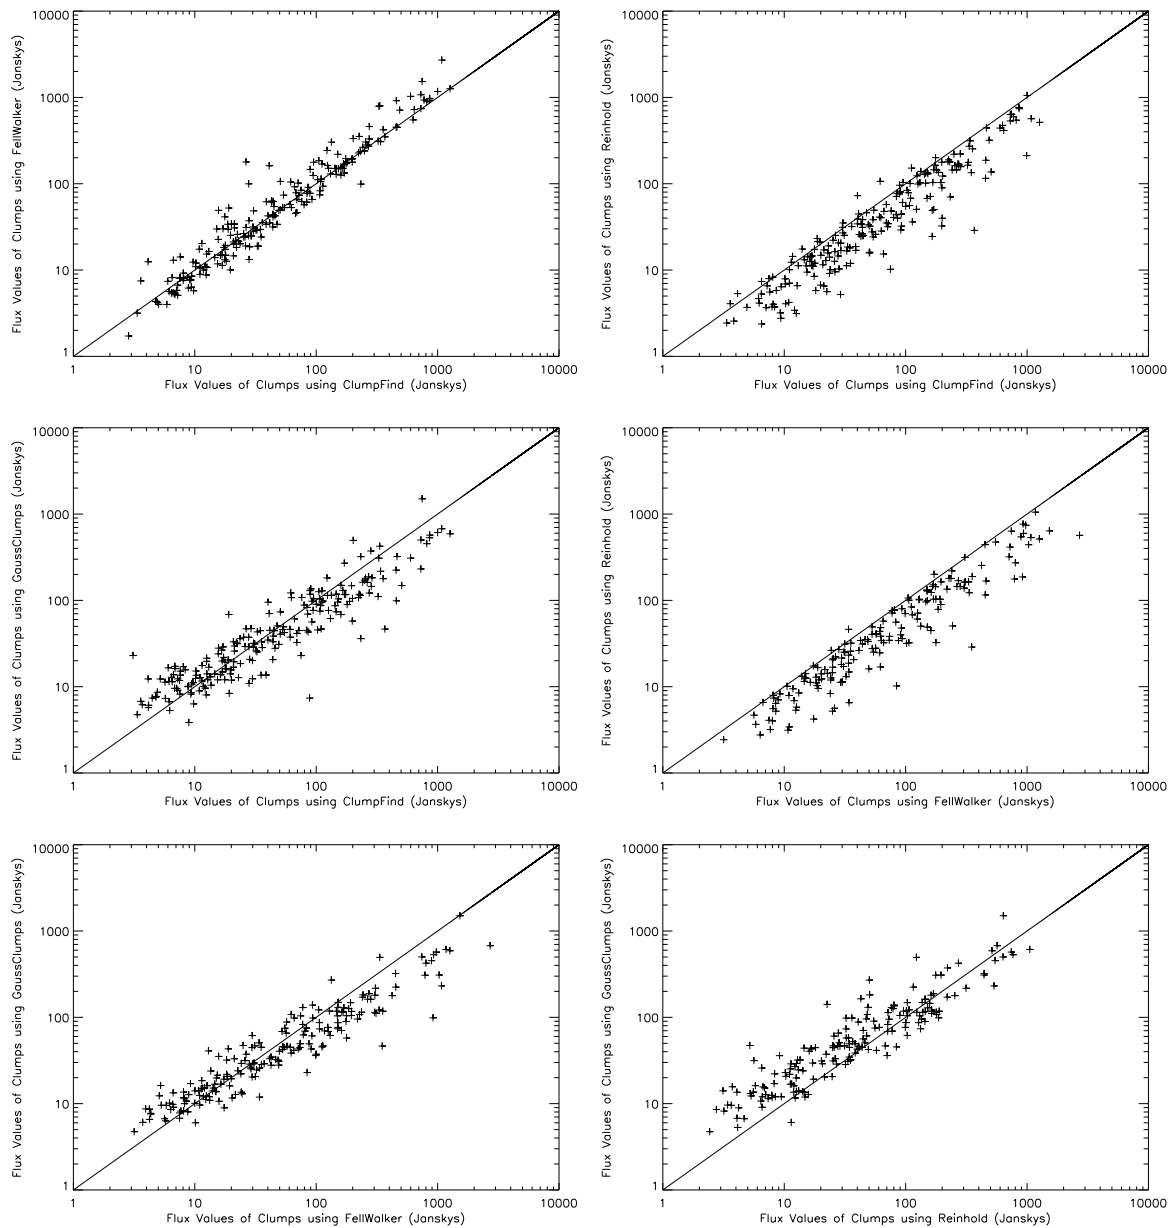 10000
1000
100
10
1
Flux Values of Clumps using FellWalker (Janskys)
1 10 100 1000 10000
Flux Values of Clumps using ClumpFind (Janskys)
10000
1000
100
10
1
Flux Values of Clumps using Reinhold (Janskys)
1 10 100 1000 10000
Flux Values of Clumps using ClumpFind (Janskys)
10000
1000
100
10
1
Flux Values of Clumps using GaussClumps (Janskys)
1 10 100 1000 10000
Flux Values of Clumps using ClumpFind (Janskys)
10000
1000
100
10
1
Flux Values of Clumps using Reinhold (Janskys)
1 10 100 1000 10000
Flux Values of Clumps using FellWalker (Janskys)
10000
1000
100
10
1
Flux Values of Clumps using GaussClumps (Janskys)
1 10 100 1000 10000
Flux Values of Clumps using FellWalker (Janskys)
10000
1000
100
10
1
Flux Values of Clumps using GaussClumps (Janskys)
1 10 100 1000 10000
Flux Values of Clumps using Reinhold (Janskys)